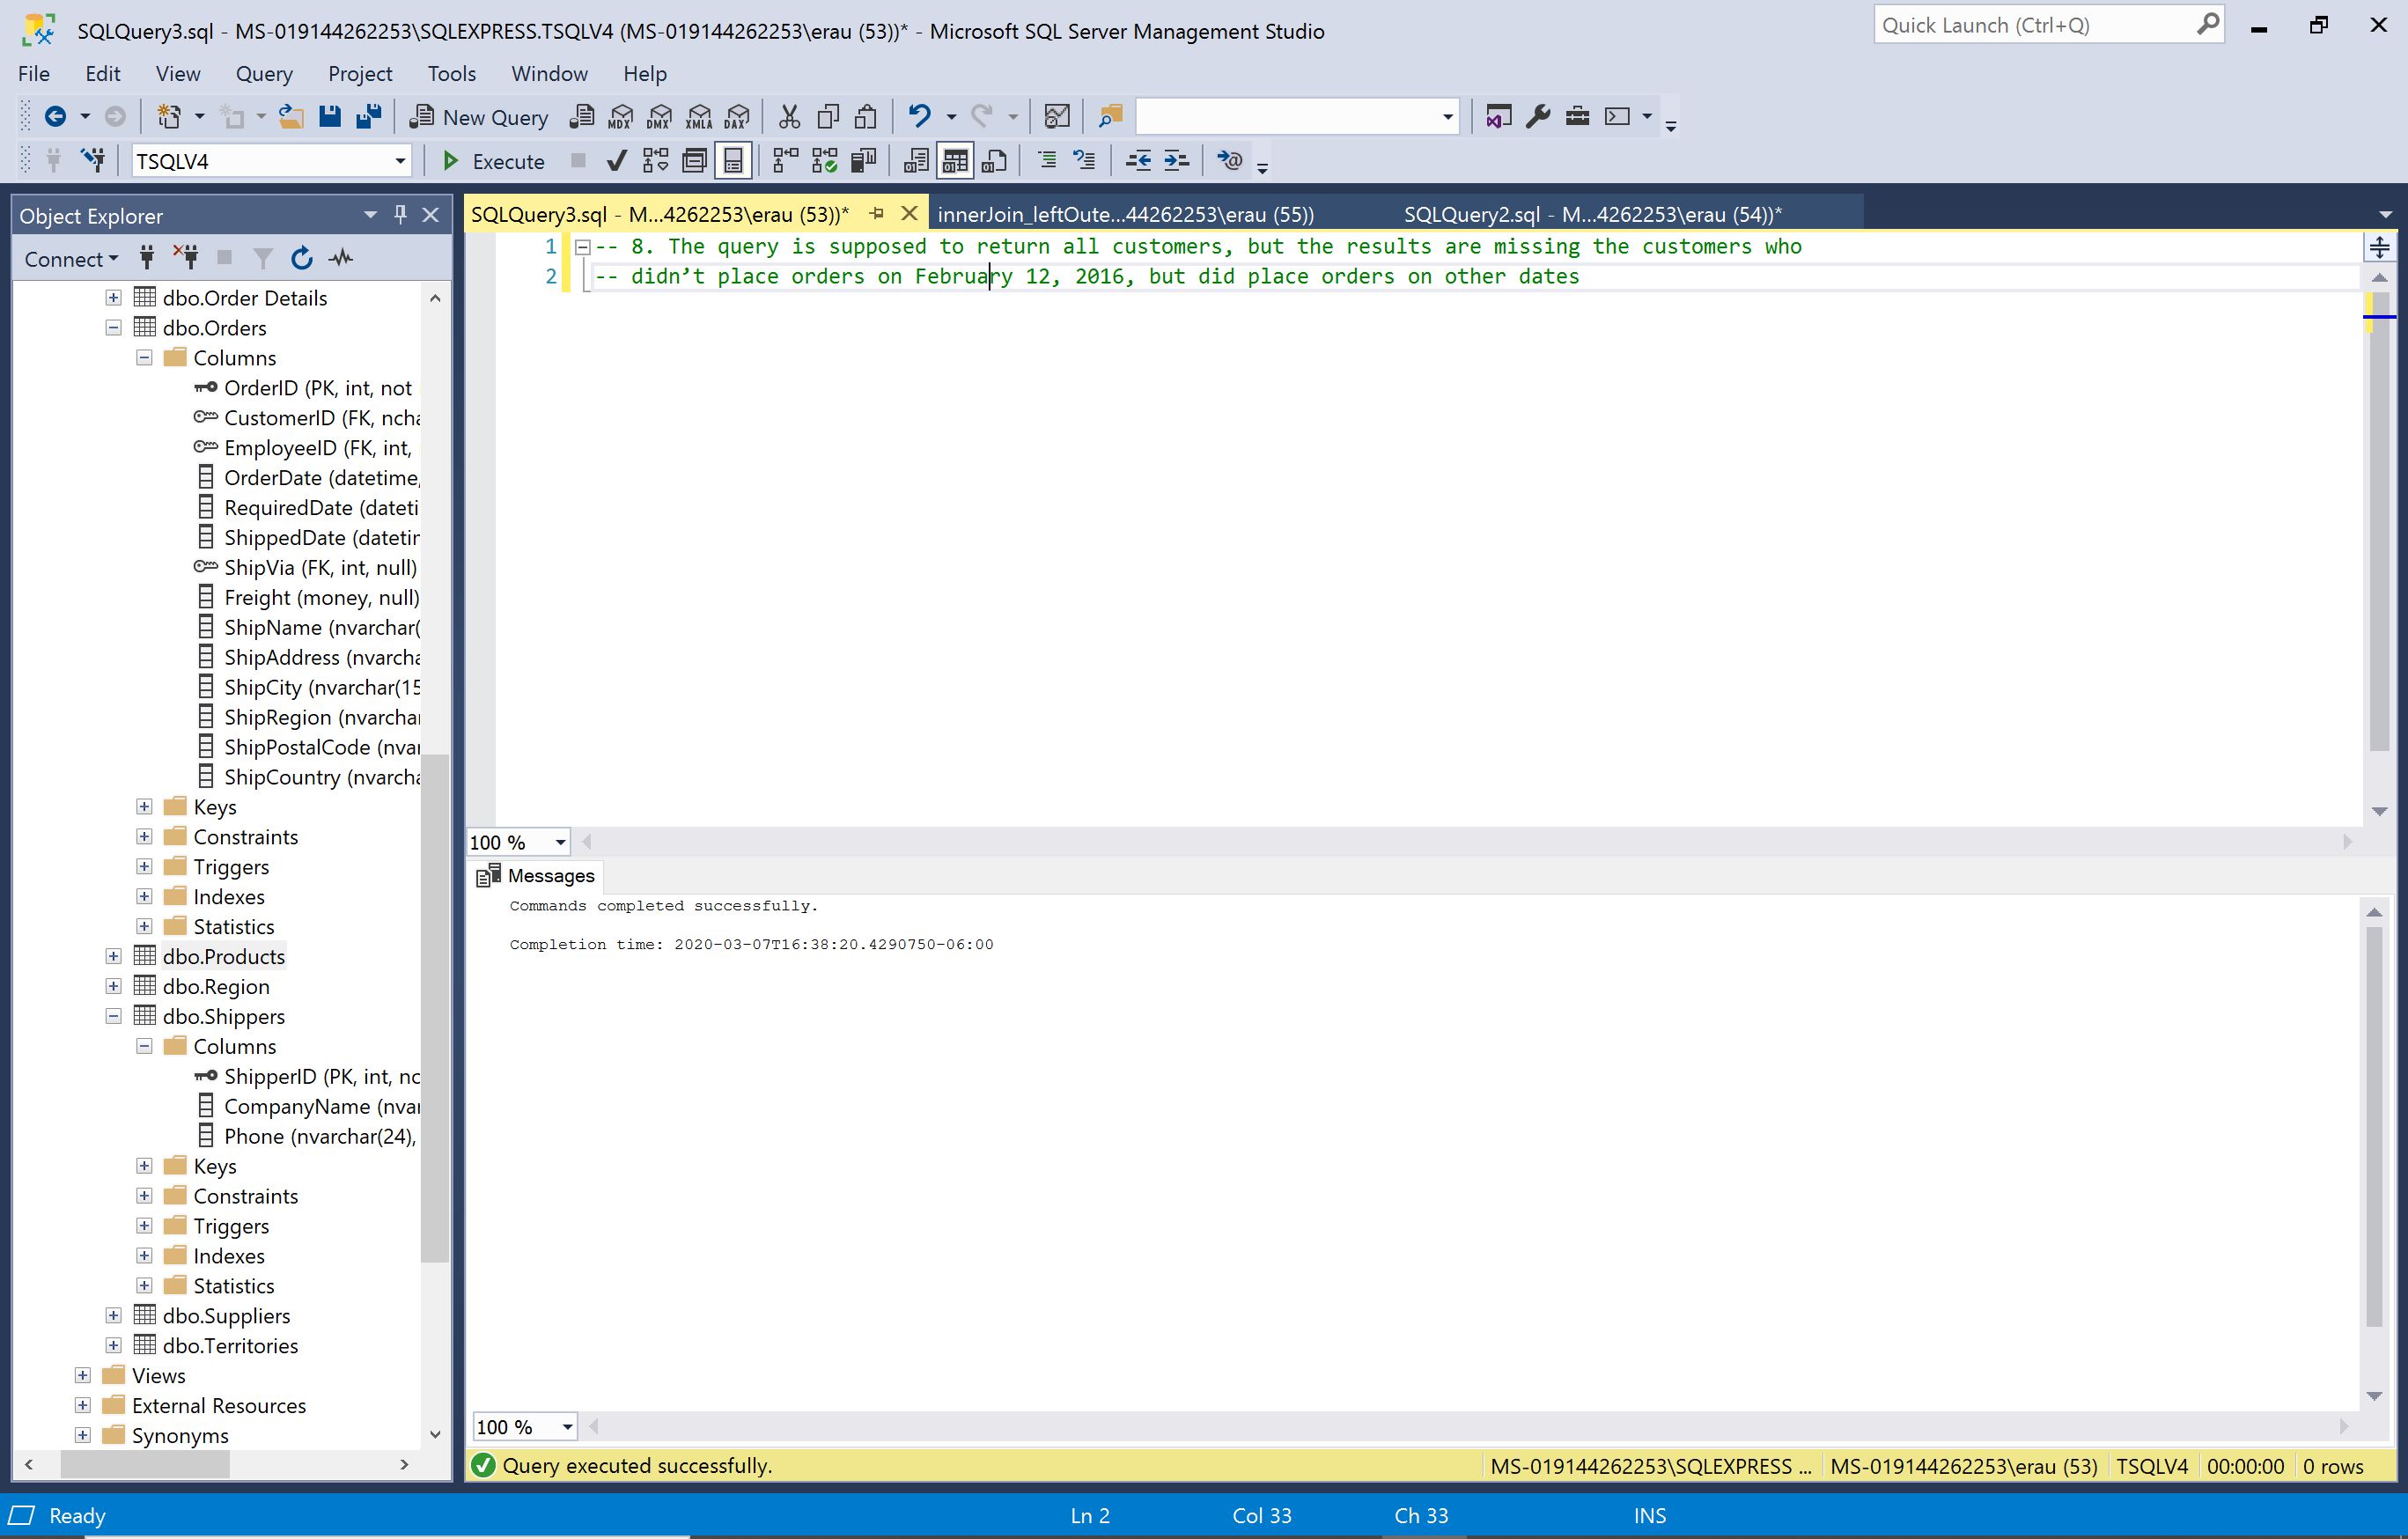 SQLQuery3.sql - MS-019144262253\SQLEXPRESS.TSQLV4 (MS-019144262253\erau (53))* - Microsoft SQL Server Management Studio
Quick Launch (Ctrl+Q)
File Edit View Query Project Tools Window Help
New Query MDX DMX XMLA DAX
TSQLV4 Execute
Object Explorer
Connect
dbo.Order Details
dbo.Orders
Columns
OrderID (PK, int, not
CustomerID (FK, ncha
EmployeeID (FK, int,
OrderDate (datetime,
RequiredDate (dateti
ShippedDate (datetin
ShipVia (FK, int, null)
Freight (money, null)
ShipName (nvarchar(
ShipAddress (nvarcha
ShipCity (nvarchar(15
ShipRegion (nvarchar
ShipPostalCode (nvar
ShipCountry (nvarcha
Keys
Constraints
Triggers
Indexes
Statistics
dbo.Products
dbo.Region
dbo.Shippers
Columns
ShipperID (PK, int, no
CompanyName (nvar
Phone (nvarchar(24),
Keys
Constraints
Triggers
Indexes
Statistics
dbo.Suppliers
dbo.Territories
Views
External Resources
Synonyms
SQLQuery3.sql - M...4262253\erau (53))* innerJoin_leftOute...44262253\erau (55)) SQLQuery2.sql - M...4262253\erau (54))*
1 -- 8. The query is supposed to return all customers, but the results are missing the customers who
2 -- didn’t place orders on February 12, 2016, but did place orders on other dates
100 %
Messages
Commands completed successfully.
Completion time: 2020-03-07T16:38:20.4290750-06:00
100 %
Query executed successfully. MS-019144262253\SQLEXPRESS ... MS-019144262253\erau (53) TSQLV4 00:00:00 0 rows
Ready Ln 2 Col 33 Ch 33 INS